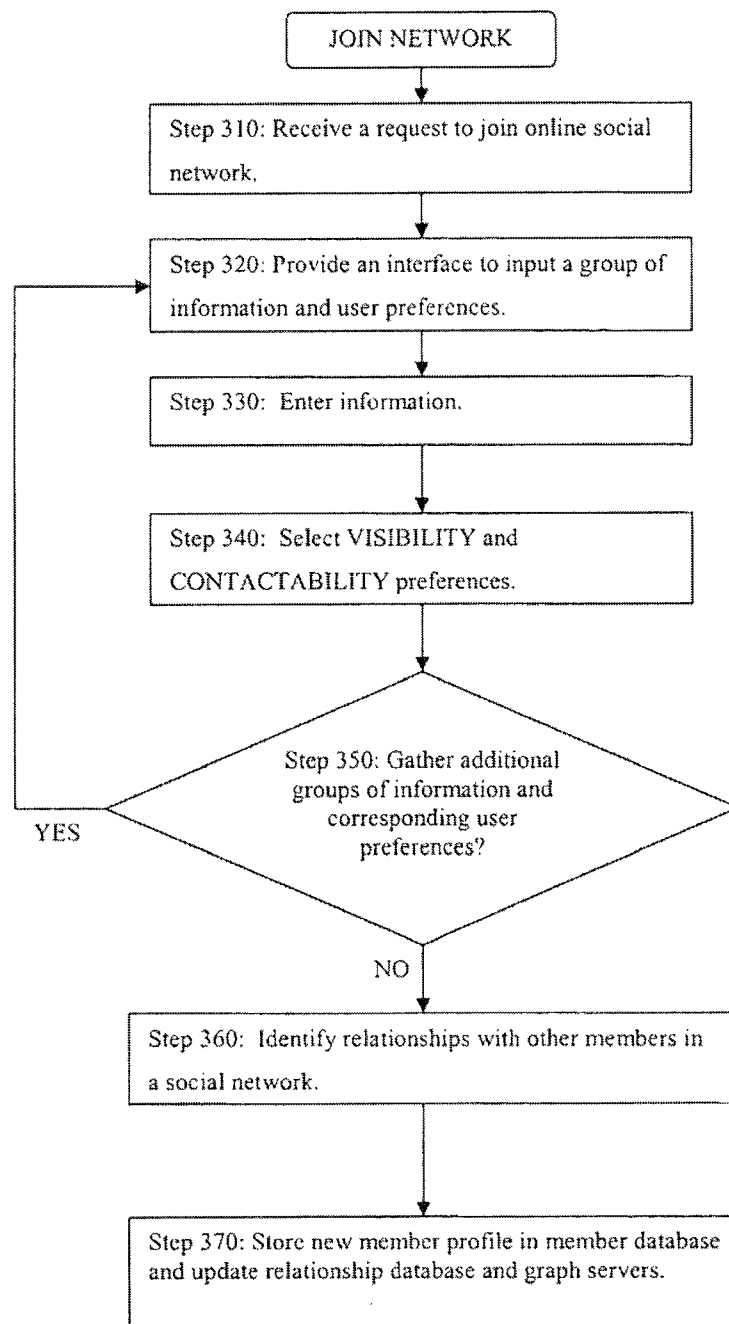 JOIN NETWORK
Step 310: Receive a request to join online social
network.
Step 320: Provide an interface to input a group of
information and user preferences.
Step 330: Enter information.
Step 340: Select VISIBILITY and
CONTACTABILITY preferences.
Step 350: Gather additional
groups of information and
corresponding user
preferences?
YES
NO
Step 360: Identify relationships with other members in
a social network.
Step 370: Store new member profile in member database
and update relationship database and graph servers.